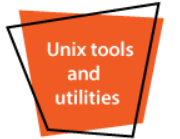 Unix tools
and
utilities